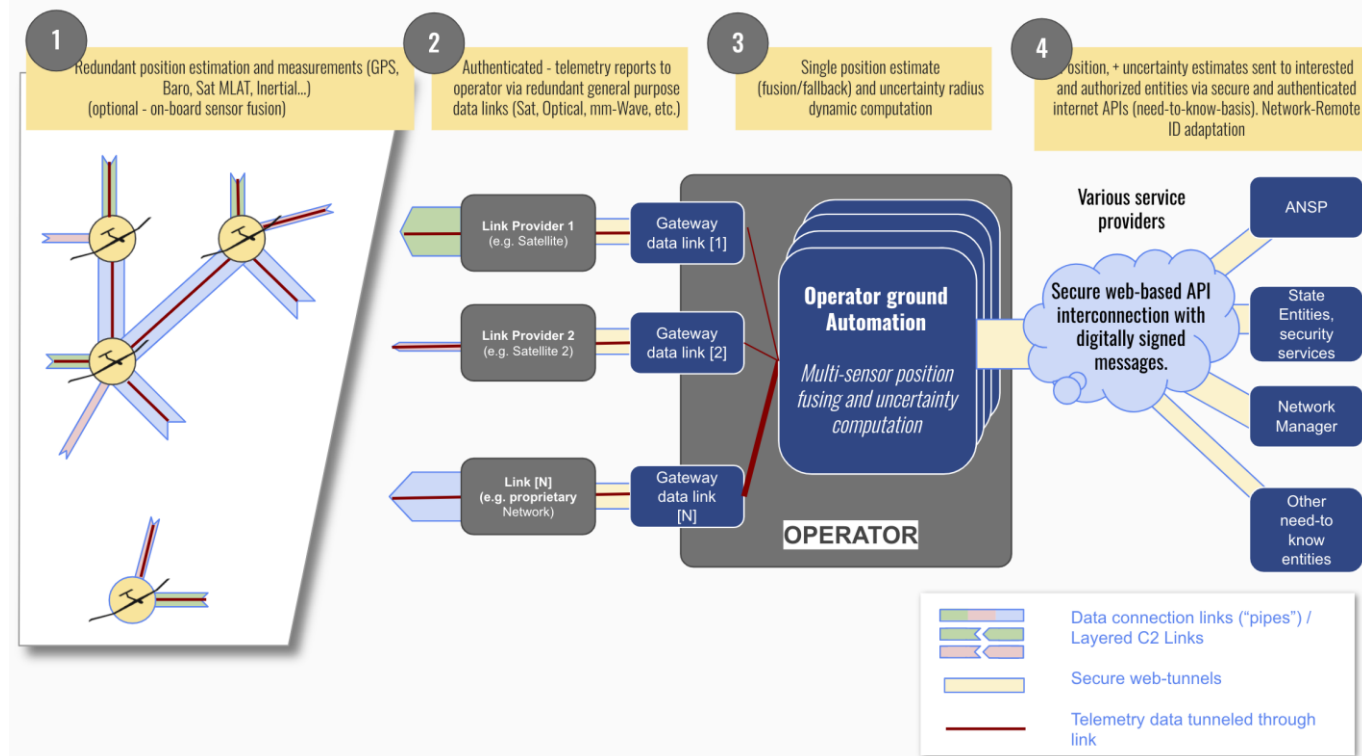 1
Redundant position estimation and measurements (GPS,
Baro, Sat MLAT, Inertial...)
(optional - on-board sensor fusion)
2
Authenticated - telemetry reports to
operator via redundant general purpose
data links (Sat, Optical, mm-Wave, etc.)
3
Single position estimate
(fusion/fallback) and uncertainty radius
dynamic computation
4
Position, + uncertainty estimates sent to interested
and authorized entities via secure and authenticated
internet APIs (need-to-know-basis). Network-Remote
ID adaptation
Link Provider 1
(e.g. Satellite)
Gateway
data link [1]
Link Provider 2
(e.g. Satellite 2)
Gateway
data link [2]
Link [N]
(e.g. proprietary
Network)
Gateway
data link
[N]
Operator ground
Automation
Multi-sensor position
fusing and uncertainty
computation
OPERATOR
Various service
providers
Secure web-based API
interconnection with
digitally signed
messages.
ANSP
State
Entities,
security
services
Network
Manager
Other
need-to
know
entities
Data connection links (“pipes”) /
Layered C2 Links
Secure web-tunnels
Telemetry data tunneled through
link